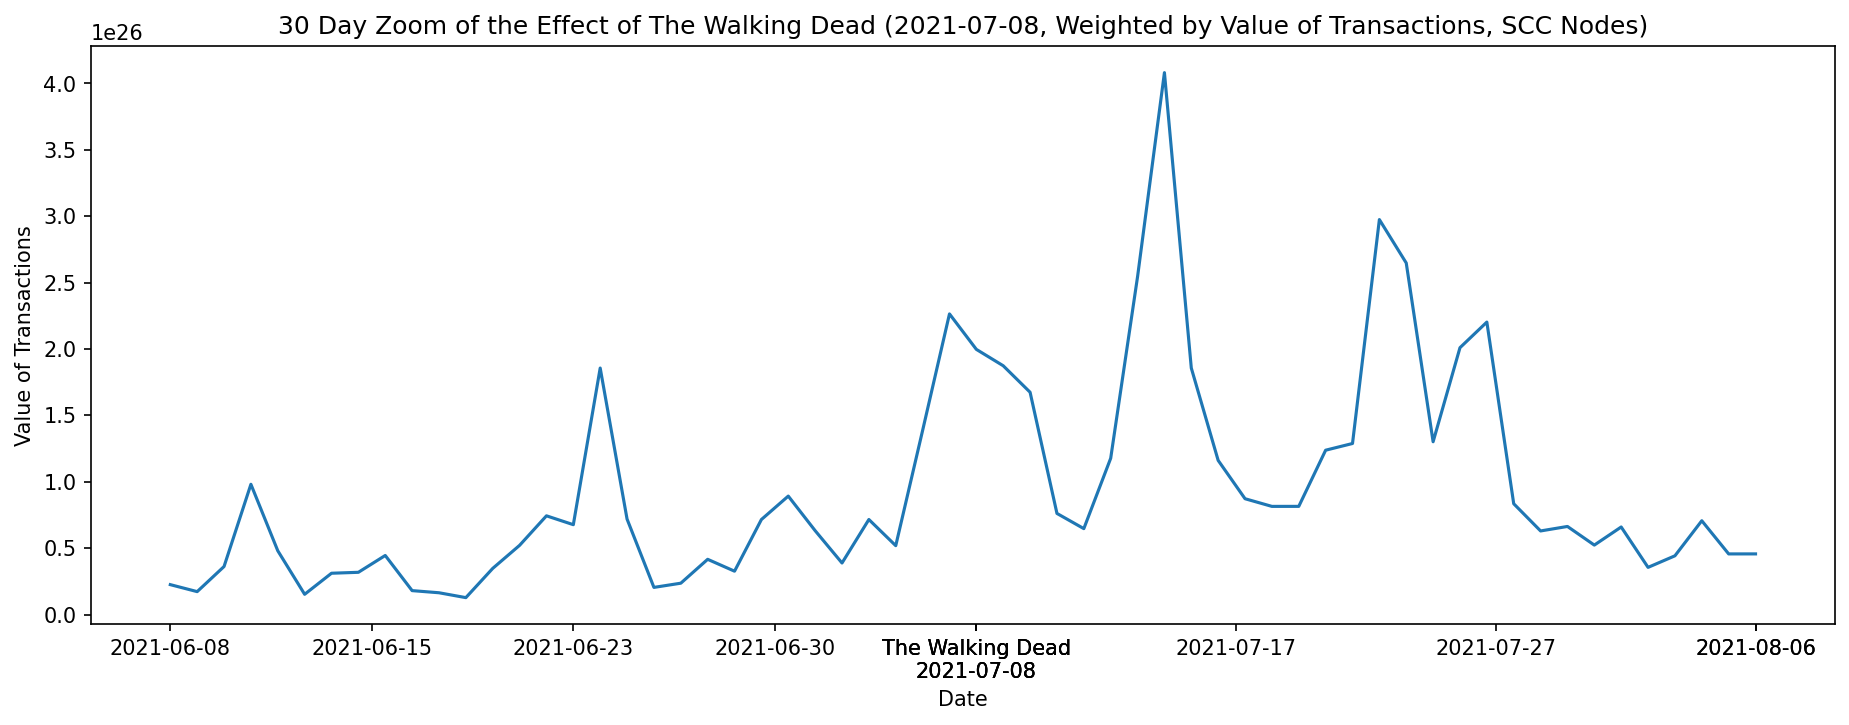 30 Day Zoom of the Effect of The Walking Dead (2021-07-08, Weighted by Value of Transactions, SCC Nodes)
1e26
4.0
3.5
3.0
2.5
2.0
1.5
1.0
0.5
0.0
Value of Transactions
2021-06-08 2021-06-15 2021-06-23 2021-06-30 The Walking Dead 2021-07-17 2021-07-27 2021-08-06
2021-07-08
Date